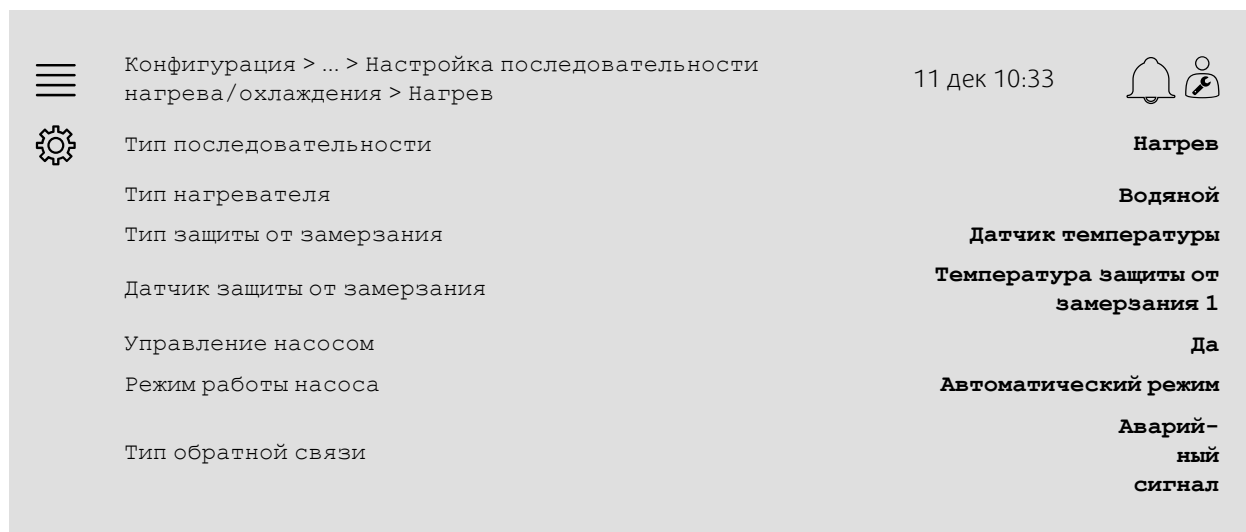 Конфигурация > ... > Настройка последовательности
нагрева/охлаждения > Нагрев
11 дек 10:33
Тип последовательности
Нагрев
Тип нагревателя
Водяной
Тип защиты от замерзания
Датчик температуры
Датчик защиты от замерзания
Температура защиты от
замерзания 1
Управление насосом
Да
Режим работы насоса
Автоматический режим
Тип обратной связи
Аварий-
ный
сигнал